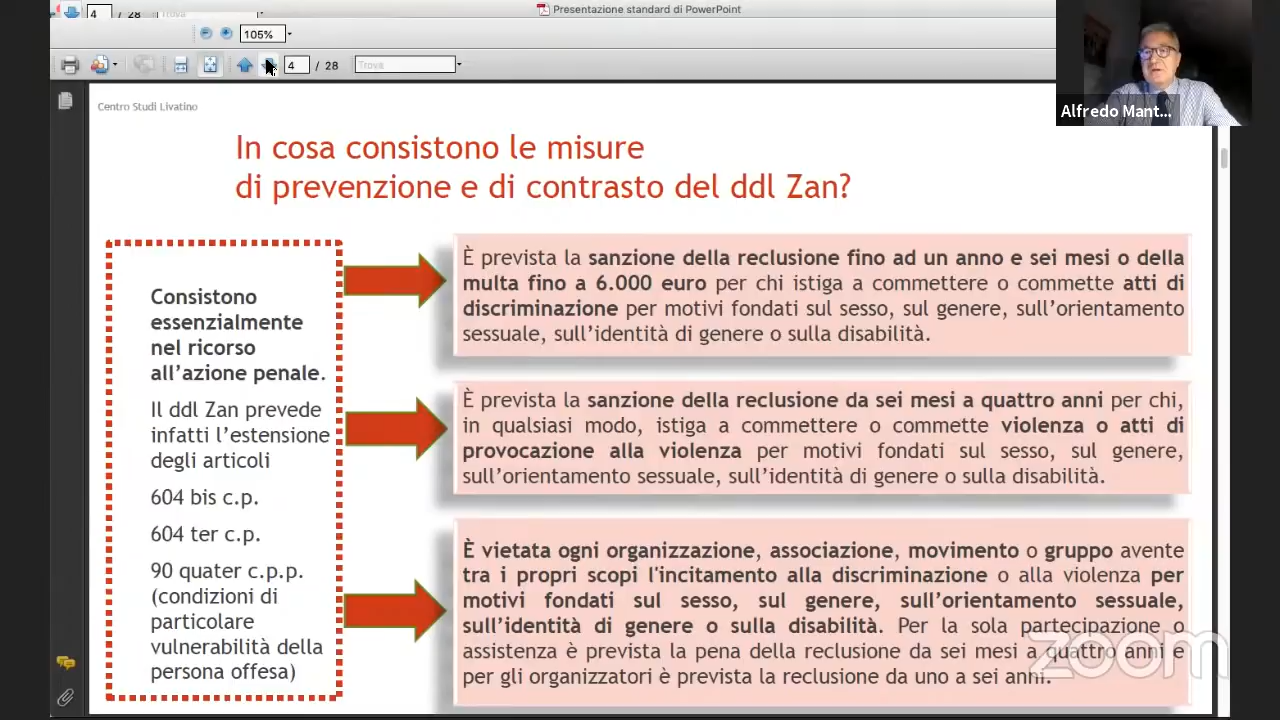 4 / 28 Trova
Presentazione standard di PowerPoint
105%
4 / 28 Trova
Alfredo Mant...
Centro Studi Livatino
In cosa consistono le misure
di prevenzione e di contrasto del ddl Zan?
Consistono
essenzialmente
nel ricorso
all’azione penale.
Il ddl Zan prevede
infatti l’estensione
degli articoli
604 bis c.p.
604 ter c.p.
90 quater c.p.p.
(condizioni di
particolare
vulnerabilità della
persona offesa)
È prevista la sanzione della reclusione fino ad un anno e sei mesi o della
multa fino a 6.000 euro per chi istiga a commettere o commette atti di
discriminazione per motivi fondati sul sesso, sul genere, sull’orientamento
sessuale, sull’identità di genere o sulla disabilità.
È prevista la sanzione della reclusione da sei mesi a quattro anni per chi,
in qualsiasi modo, istiga a commettere o commette violenza o atti di
provocazione alla violenza per motivi fondati sul sesso, sul genere,
sull’orientamento sessuale, sull’identità di genere o sulla disabilità.
È vietata ogni organizzazione, associazione, movimento o gruppo avente
tra i propri scopi l'incitamento alla discriminazione o alla violenza per
motivi fondati sul sesso, sul genere, sull’orientamento sessuale,
sull’identità di genere o sulla disabilità. Per la sola partecipazione o
assistenza è prevista la pena della reclusione da sei mesi a quattro anni e
per gli organizzatori è prevista la reclusione da uno a sei anni.
zoom